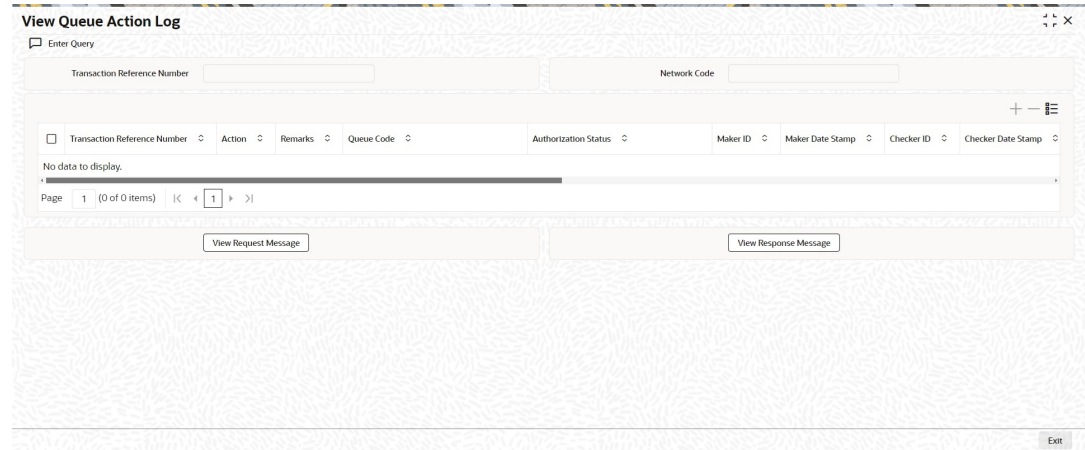 View Queue Action Log
Enter Query
Transaction Reference Number Network Code
Transaction Reference Number Action Remarks Queue Code Authorization Status Maker ID Maker Date Stamp Checker ID Checker Date Stamp
No data to display.
Page 1 (0 of 0 items) 1
View Request Message View Response Message
Exit